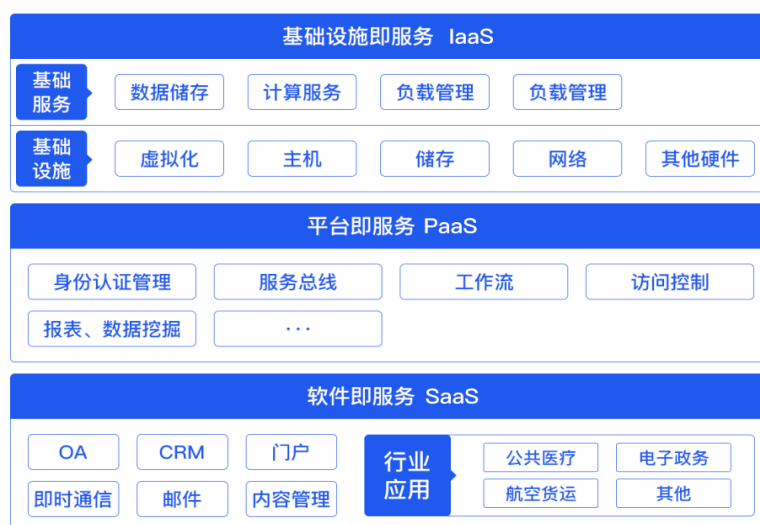 基础设施即服务 IaaS
基础
服务
数据储存
计算服务
负载管理
负载管理
基础
设施
虚拟化
主机
储存
网络
其他硬件
平台即服务 PaaS
身份认证管理
服务总线
工作流
访问控制
报表、数据挖掘
···
软件即服务 SaaS
OA
CRM
门户
即时通信
邮件
内容管理
行业
应用
公共医疗
电子政务
航空货运
其他